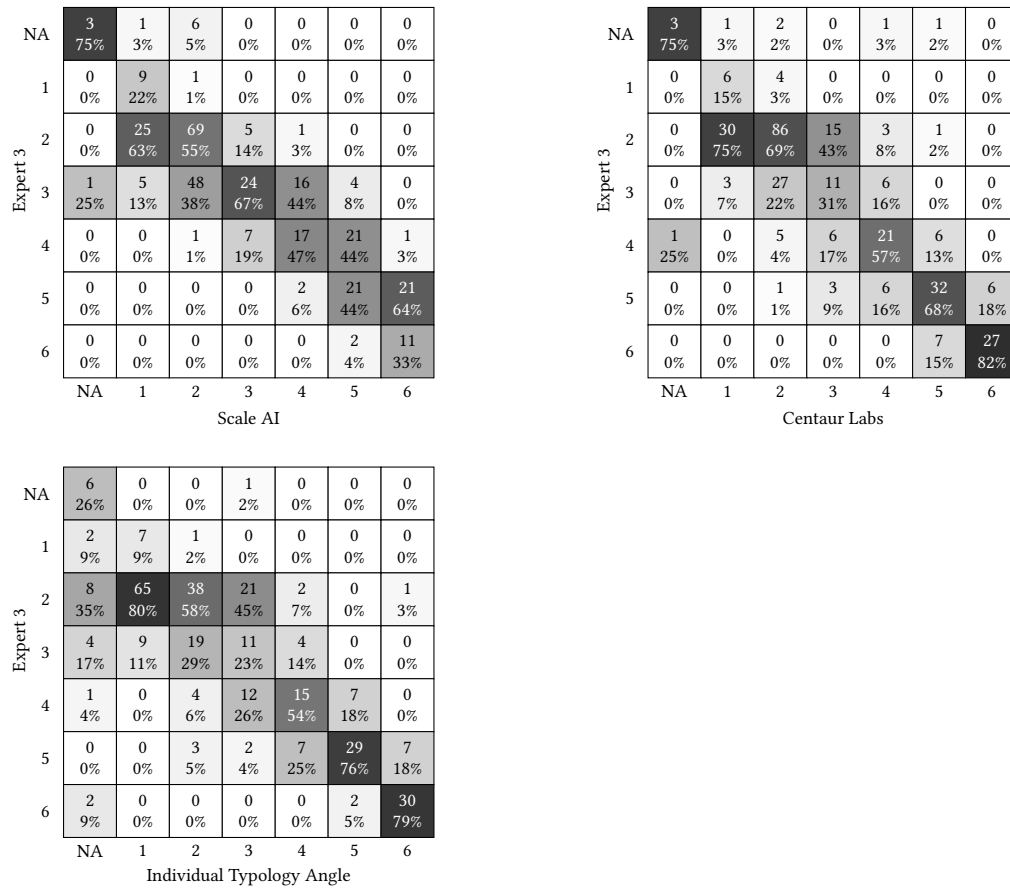 NA 3 1 6 0 0 0 0
75% 3% 5% 0% 0% 0% 0%
1 0 9 1 0 0 0 0
0% 22% 1% 0% 0% 0% 0%
2 0 25 69 5 1 0 0
0% 63% 55% 14% 3% 0% 0%
3 1 5 48 24 16 4 0
25% 13% 38% 67% 44% 8% 0%
4 0 0 1 7 17 21 1
0% 0% 1% 19% 47% 44% 3%
5 0 0 0 0 2 21 21
0% 0% 0% 0% 6% 44% 64%
6 0 0 0 0 0 2 11
0% 0% 0% 0% 0% 4% 33%
Expert 3
NA 1 2 3 4 5 6
Scale AI
NA 3 1 2 0 1 1 0
75% 3% 2% 0% 3% 2% 0%
1 0 6 4 0 0 0 0
0% 15% 3% 0% 0% 0% 0%
2 0 30 86 15 3 1 0
0% 75% 69% 43% 8% 2% 0%
3 0 3 27 11 6 0 0
0% 7% 22% 31% 16% 0% 0%
4 1 0 5 6 21 6 0
25% 0% 4% 17% 57% 13% 0%
5 0 0 1 3 6 32 6
0% 0% 1% 9% 16% 68% 18%
6 0 0 0 0 0 7 27
0% 0% 0% 0% 0% 15% 82%
Expert 3
NA 1 2 3 4 5 6
Centaur Labs
NA 6 0 0 1 0 0 0
26% 0% 0% 2% 0% 0% 0%
1 2 7 1 0 0 0 0
9% 9% 2% 0% 0% 0% 0%
2 8 65 38 21 2 0 1
35% 80% 58% 45% 7% 0% 3%
3 4 9 19 11 4 0 0
17% 11% 29% 23% 14% 0% 0%
4 1 0 4 12 15 7 0
4% 0% 6% 26% 54% 18% 0%
5 0 0 3 2 7 29 7
0% 0% 5% 4% 25% 76% 18%
6 2 0 0 0 0 2 30
9% 0% 0% 0% 0% 5% 79%
Expert 3
NA 1 2 3 4 5 6
Individual Typology Angle